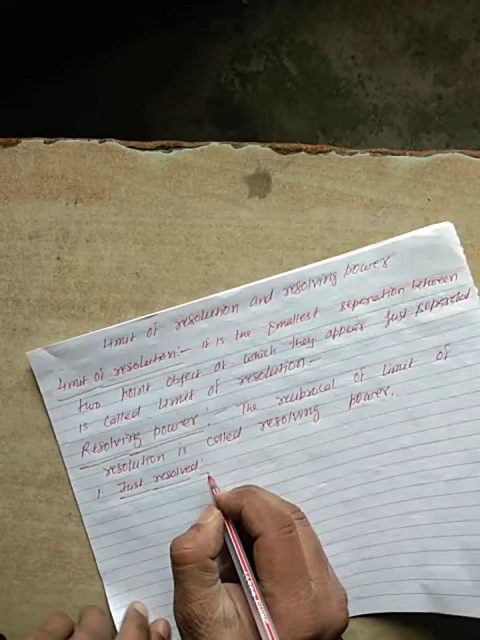 Limit of resolution and resolving power
Limit of resolution:- it is the smallest seperation between
two point object at which they appear just seperated
is called limit of resolution-
Resolving power: The reciprocal of limit of
resolution is called resolving power.
1. Just resolved: